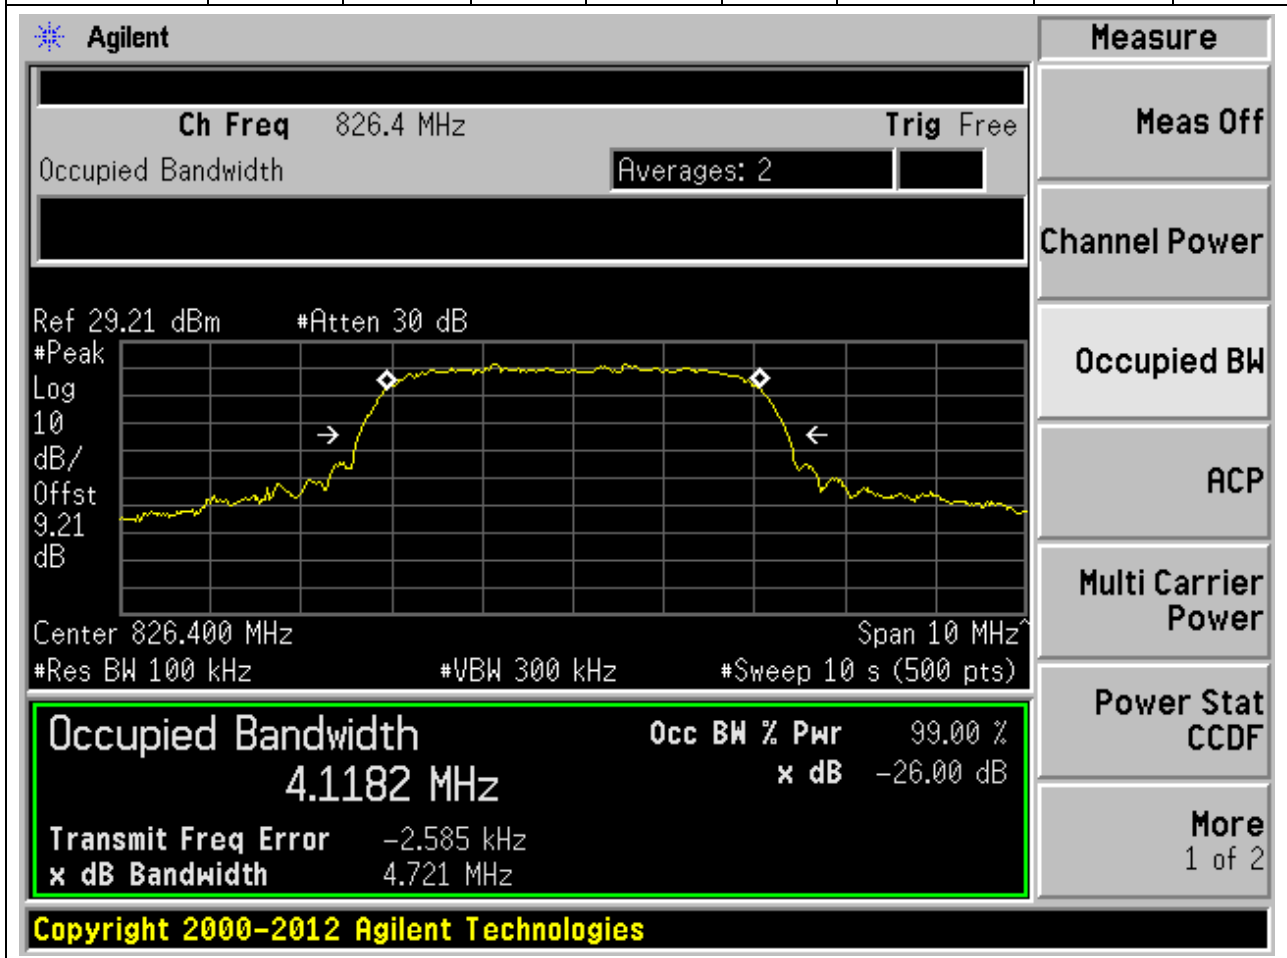 Agilent
Measure
Ch Freq 826.4 MHz Trig Free
Occupied Bandwidth Averages: 2
Meas Off
Channel Power
Occupied BW
ACP
Multi Carrier
Power
Power Stat
CCDF
More
1 of 2
Ref 29.21 dBm #Atten 30 dB
#Peak
Log
10
dB/
Offst
9.21
dB
Center 826.400 MHz Span 10 MHz^
#Res BW 100 kHz #VBW 300 kHz #Sweep 10 s (500 pts)
Occupied Bandwidth Occ BW % Pwr 99.00 %
4.1182 MHz x dB -26.00 dB
Transmit Freq Error -2.585 kHz
x dB Bandwidth 4.721 MHz
Copyright 2000-2012 Agilent Technologies